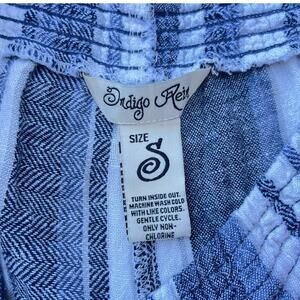 Indigo Rein
SIZE
S
TURN INSIDE OUT.
MACHINE WASH COLD
WITH LIKE COLORS.
GENTLE CYCLE.
ONLY NON-
CHLORINE